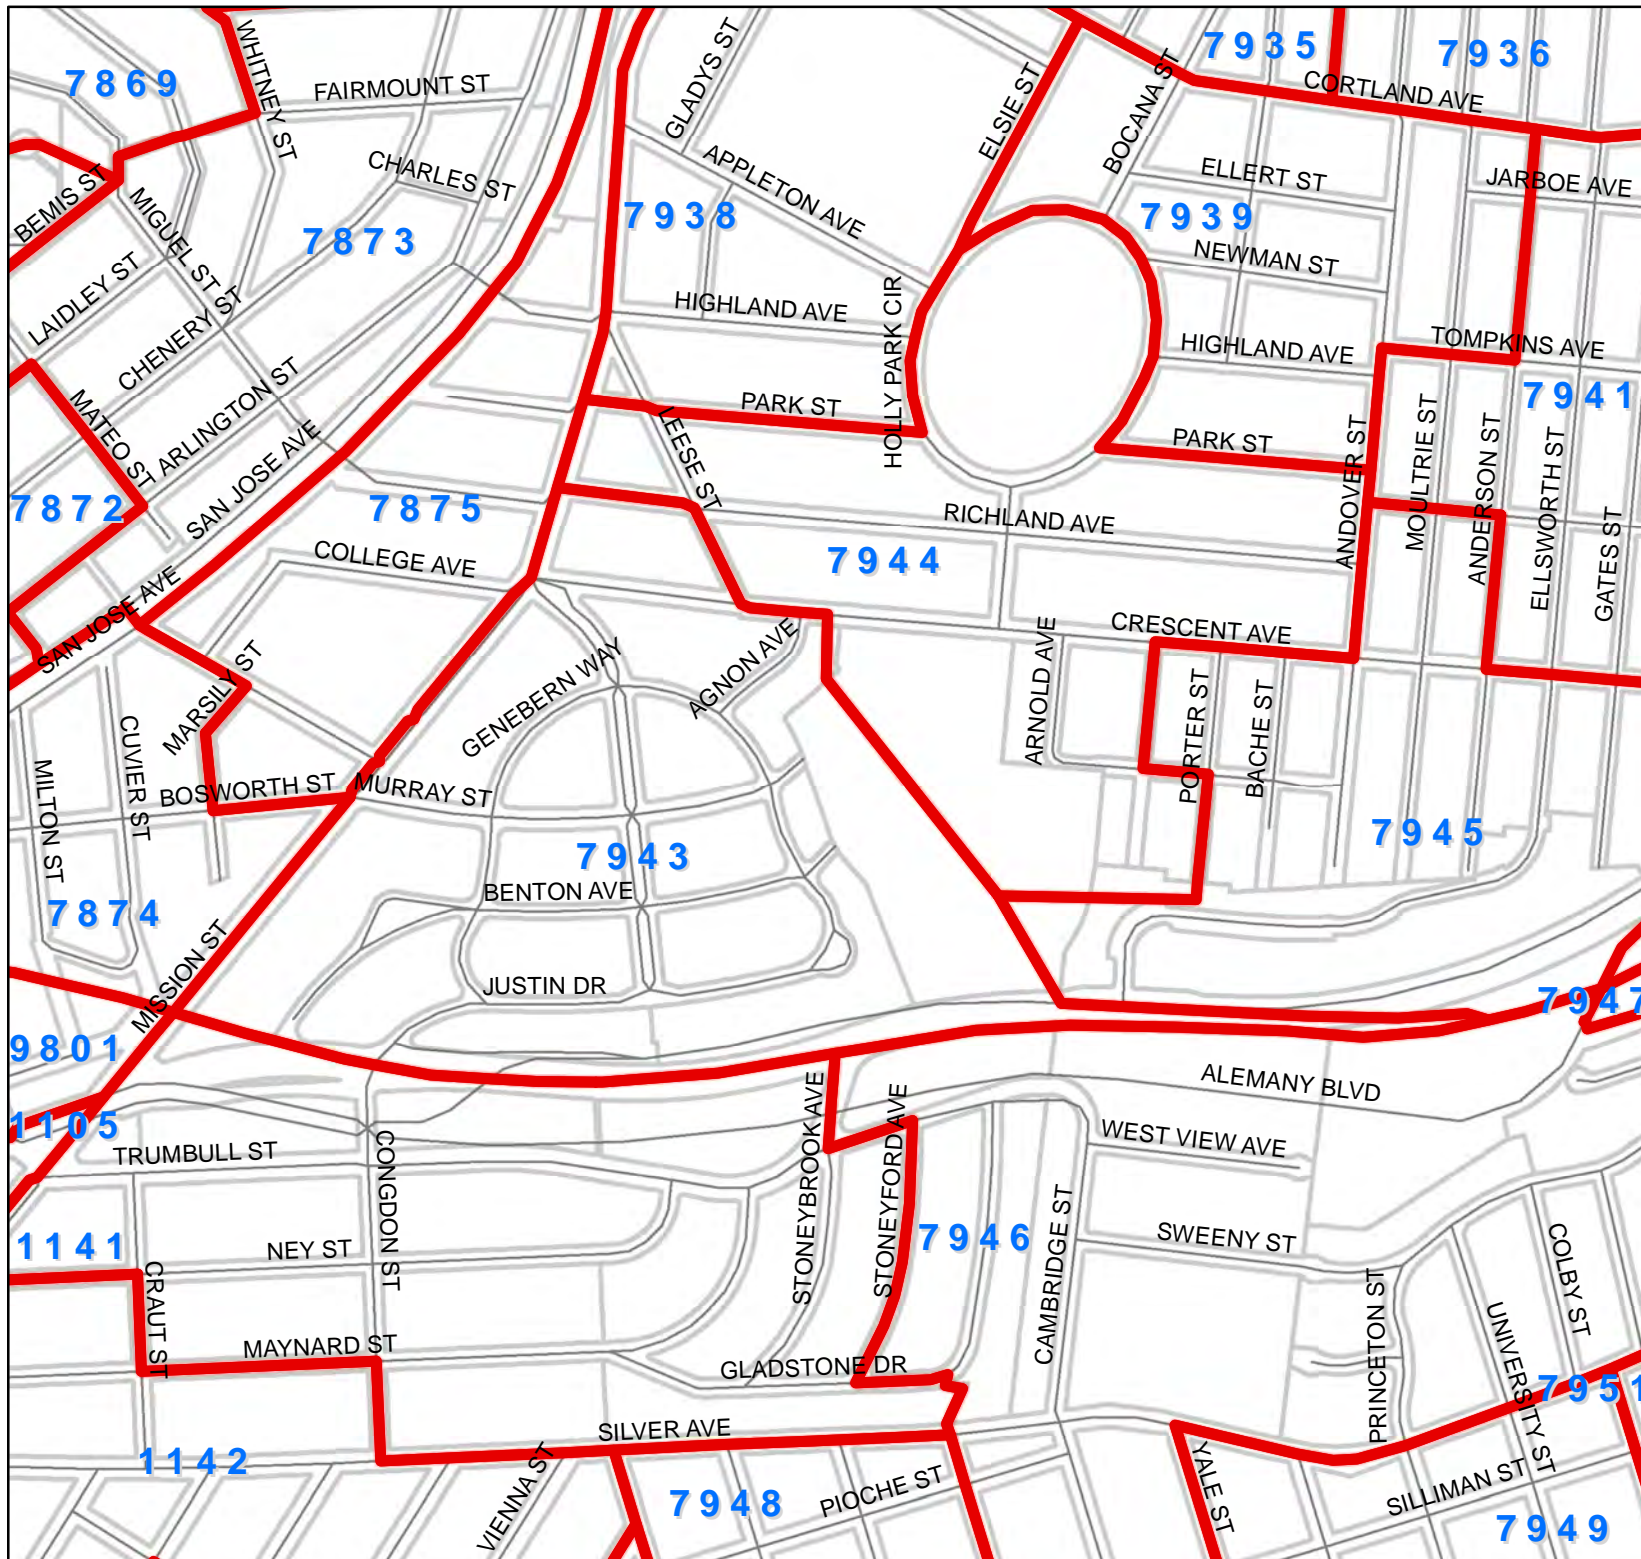 7935
7936
WHITNEY ST
GLADYS ST
7869
FAIRMOUNT ST
ELSIE ST
BOCANA ST
CORTLAND AVE
CHARLES ST
APPLETON AVE
ELLERT ST
JARBOE AVE
BEMIS ST
MIGUEL ST
7873
7938
7939
NEWMAN ST
LAIDLEY ST
CHENERY ST
HIGHLAND AVE
HOLLY PARK CIR
HIGHLAND AVE
TOMPKINS AVE
ARLINGTON ST
MATEO ST
PARK ST
LEESE ST
PARK ST
7941
SAN JOSE AVE
7872
7875
RICHLAND AVE
ANDOVER ST
MOULTRIE ST
ANDERSON ST
ELLSWORTH ST
GATES ST
COLLEGE AVE
7944
SAN JOSE AVE
CRESCENT AVE
MARSILY ST
GENEBERN WAY
AGNON AVE
ARNOLD AVE
PORTER ST
BACHE ST
CUVIER ST
MILTON ST
BOSWORTH ST
MURRAY ST
7943
7945
BENTON AVE
7874
MISSION ST
JUSTIN DR
7947
9801
ALEMANY BLVD
1105
TRUMBULL ST
CONGDON ST
STONEYBROOK AVE
STONEYFORD AVE
WEST VIEW AVE
1141
NEY ST
7946
CAMBRIDGE ST
SWEENY ST
COLBY ST
CRAUT ST
MAYNARD ST
GLADSTONE DR
PRINCETON ST
UNIVERSITY ST
7951
SILVER AVE
1142
VIENNA ST
7948
PIOCHE ST
YALE ST
SILLIMAN ST
7949